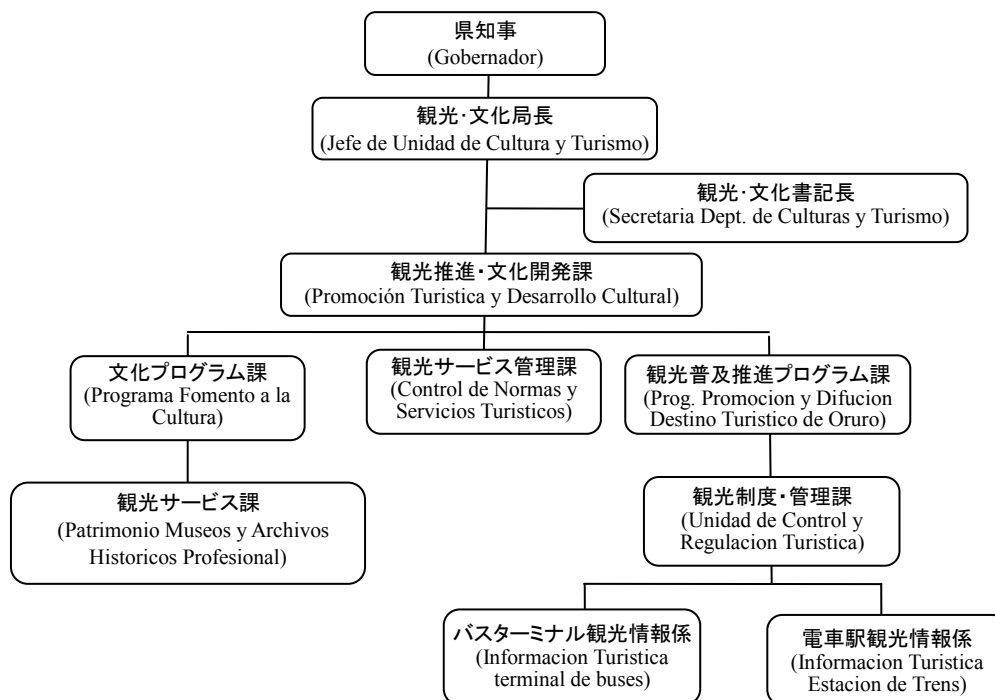 県知事
(Gobernador)
観光・文化局長
(Jefe de Unidad de Cultura y Turismo)
観光・文化書記長
(Secretaria Dept. de Culturas y Turismo)
観光推進・文化開発課
(Promoción Turistica y Desarrollo Cultural)
文化プログラム課
(Programa Fomento a la
Cultura)
観光サービス管理課
(Control de Normas y
Servicios Turisticos)
観光普及推進プログラム課
(Prog. Promocion y Difucion
Destino Turistico de Oruro)
観光サービス課
(Patrimonio Museos y Archivos
Historicos Profesional)
観光制度・管理課
(Unidad de Control y
Regulacion Turistica)
バスターミナル観光情報係
(Informacion Turistica
terminal de buses)
電車駅観光情報係
(Informacion Turistica
Estacion de Trens)